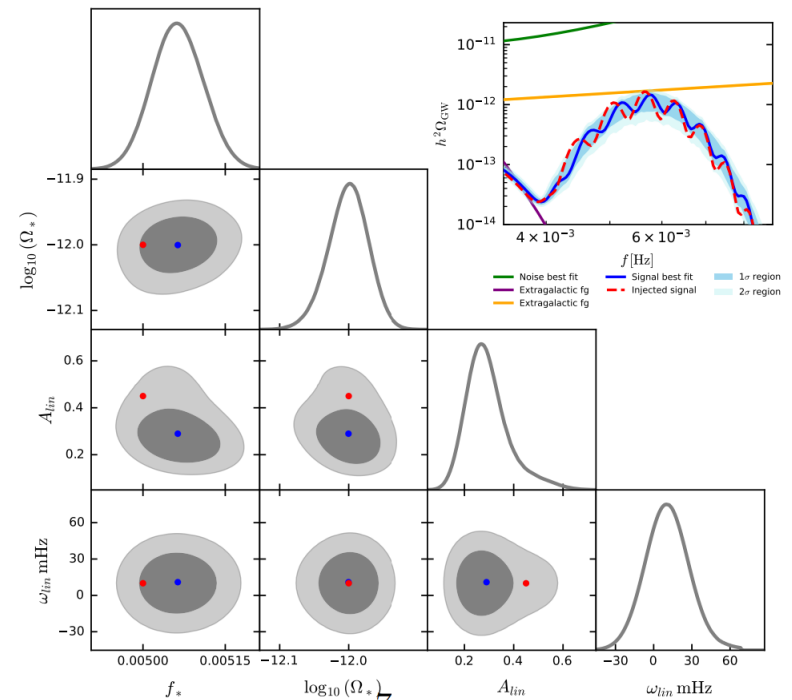 10⁻¹¹
10⁻¹²
10⁻¹³
10⁻¹⁴
h²Ω_GW
4 × 10⁻³ 6 × 10⁻³
f [Hz]
Noise best fit Signal best fit 1σ region
Extragalactic fg Injected signal 2σ region
Extragalactic fg
−11.9
−12.0
−12.1
log₁₀(Ω_*)
0.6
0.4
0.2
A_lin
60
30
0
−30
ω_lin mHz
0.00500 0.00515 −12.1 −12.0 0.2 0.4 0.6 −30 0 30 60
f_* log₁₀(Ω_*) A_lin ω_lin mHz